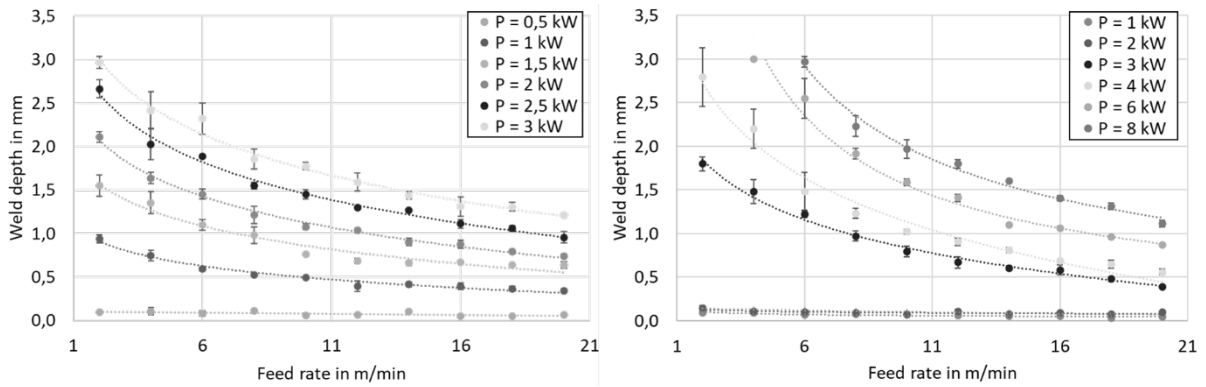 3,5
3,0
2,5
2,0
1,5
1,0
0,5
0,0
Weld depth in mm
P = 0,5 kW
P = 1 kW
P = 1,5 kW
P = 2 kW
P = 2,5 kW
P = 3 kW
1 6 11 16 21
Feed rate in m/min
3,5
3,0
2,5
2,0
1,5
1,0
0,5
0,0
Weld depth in mm
P = 1 kW
P = 2 kW
P = 3 kW
P = 4 kW
P = 6 kW
P = 8 kW
1 6 11 16 21
Feed rate in m/min